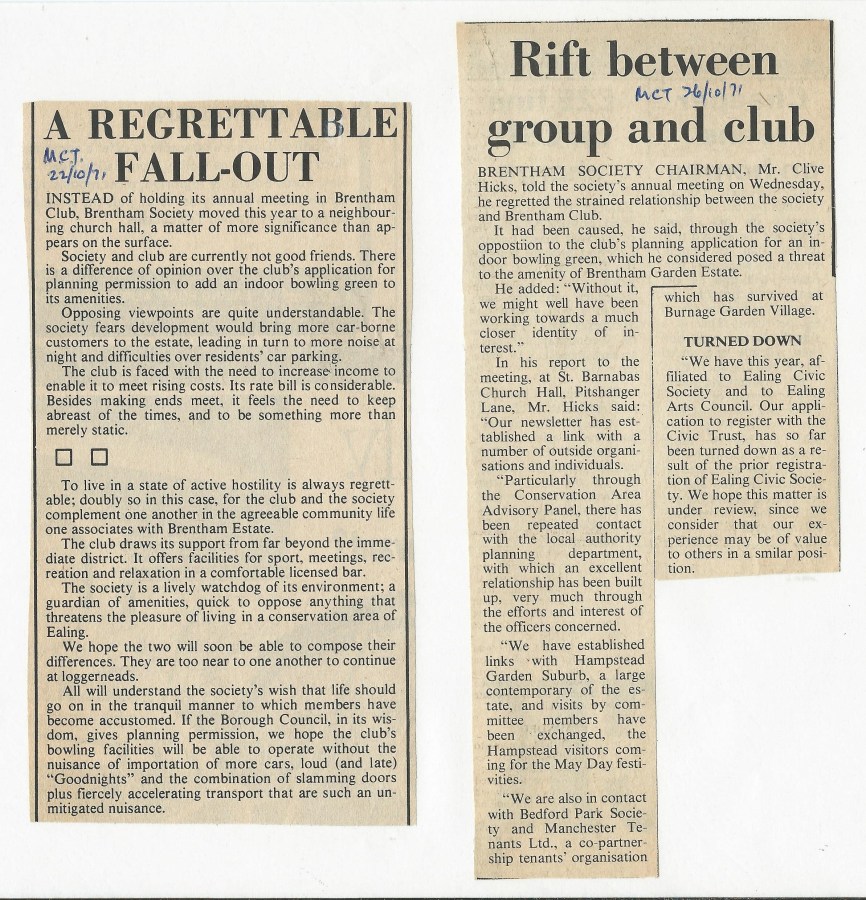 A REGRETTABLE
M.C.T.
22/10/71
FALL-OUT
INSTEAD of holding its annual meeting in Brentham
Club, Brentham Society moved this year to a neighbour-
ing church hall, a matter of more significance than ap-
pears on the surface.
Society and club are currently not good friends. There
is a difference of opinion over the club's application for
planning permission to add an indoor bowling green to
its amenities.
Opposing viewpoints are quite understandable. The
society fears development would bring more car-borne
customers to the estate, leading in turn to more noise at
night and difficulties over residents' car parking.
The club is faced with the need to increase income to
enable it to meet rising costs. Its rate bill is considerable.
Besides making ends meet, it feels the need to keep
abreast of the times, and to be something more than
merely static.
To live in a state of active hostility is always regrett-
able; doubly so in this case, for the club and the society
complement one another in the agreeable community life
one associates with Brentham Estate.
The club draws its support from far beyond the imme-
diate district. It offers facilities for sport, meetings, rec-
reation and relaxation in a comfortable licensed bar.
The society is a lively watchdog of its environment; a
guardian of amenities, quick to oppose anything that
threatens the pleasure of living in a conservation area of
Ealing.
We hope the two will soon be able to compose their
differences. They are too near to one another to continue
at loggerneads.
All will understand the society's wish that life should
go on in the tranquil manner to which members have
become accustomed. If the Borough Council, in its wis-
dom, gives planning permission, we hope the club's
bowling facilities will be able to operate without the
nuisance of importation of more cars, loud (and late)
"Goodnights" and the combination of slamming doors
plus fiercely accelerating transport that are such an un-
mitigated nuisance.
Rift between
MCT 26/10/71
group and club
BRENTHAM SOCIETY CHAIRMAN, Mr. Clive
Hicks, told the society's annual meeting on Wednesday,
he regretted the strained relationship between the society
and Brentham Club.
It had been caused, he said, through the society's
oppostiion to the club's planning application for an in-
door bowling green, which he considered posed a threat
to the amenity of Brentham Garden Estate.
He added: "Without it,
we might well have been
working towards a much
closer identity of in-
terest."
In his report to the
meeting, at St. Barnabas
Church Hall, Pitshanger
Lane, Mr. Hicks said:
"Our newsletter has est-
ablished a link with a
number of outside organi-
sations and individuals.
"Particularly through
the Conservation Area
Advisory Panel, there has
been repeated contact
with the local authority
planning department,
with which an excellent
relationship has been built
up, very much through
the efforts and interest of
the officers concerned.
"We have established
links with Hampstead
Garden Suburb, a large
contemporary of the es-
tate, and visits by com-
mittee members have
been exchanged, the
Hampstead visitors com-
ing for the May Day festi-
vities.
"We are also in contact
with Bedford Park Socie-
ty and Manchester Te-
nants Ltd., a co-partner-
ship tenants' organisation
which has survived at
Burnage Garden Village.
TURNED DOWN
"We have this year, af-
filiated to Ealing Civic
Society and to Ealing
Arts Council. Our appli-
cation to register with the
Civic Trust, has so far
been turned down as a re-
sult of the prior registra-
tion of Ealing Civic Socie-
ty. We hope this matter is
under review, since we
consider that our ex-
perience may be of value
to others in a smilar posi-
tion.